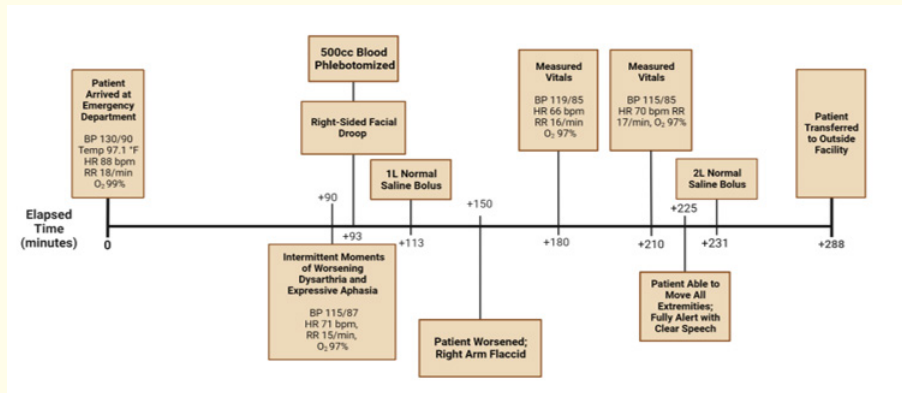 Patient
Arrived at
Emergency
Department
BP 130/90
Temp 97.1 °F
HR 88 bpm
RR 18/min
O₂ 99%
500cc Blood
Phlebotomized
Right-Sided Facial
Droop
1L Normal
Saline Bolus
Measured
Vitals
BP 119/85
HR 66 bpm
RR 16/min
O₂ 97%
Measured
Vitals
BP 115/85
HR 70 bpm RR
17/min, O₂ 97%
2L Normal
Saline Bolus
Patient
Transferred
to Outside
Facility
Elapsed
Time
(minutes)
0
+90
+93
+113
+150
+180
+210
+225
+231
+288
Intermittent Moments
of Worsening
Dysarthria and
Expressive Aphasia
BP 115/87
HR 71 bpm,
RR 15/min,
O₂ 97%
Patient Worsened;
Right Arm Flaccid
Patient Able to
Move All
Extremities;
Fully Alert with
Clear Speech